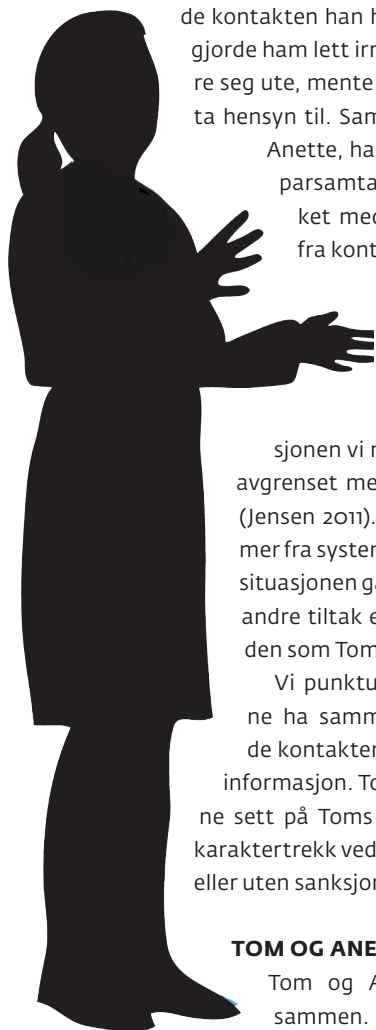 de kontakten han h
gjorde ham lett irr
re seg ute, mente
ta hensyn til. Sam
Anette, ha
parsamta
ket med
fra kont
sjonen vi r
avgrenset me
(Jensen 2011).
mer fra system
situasjonen ga
andre tiltak e
den som Tom
Vi punktu
ne ha samm
de kontakter
informasjon. To
ne sett på Toms
karaktertrekk ved
eller uten sanksjor
TOM OG ANE
Tom og A
sammen.